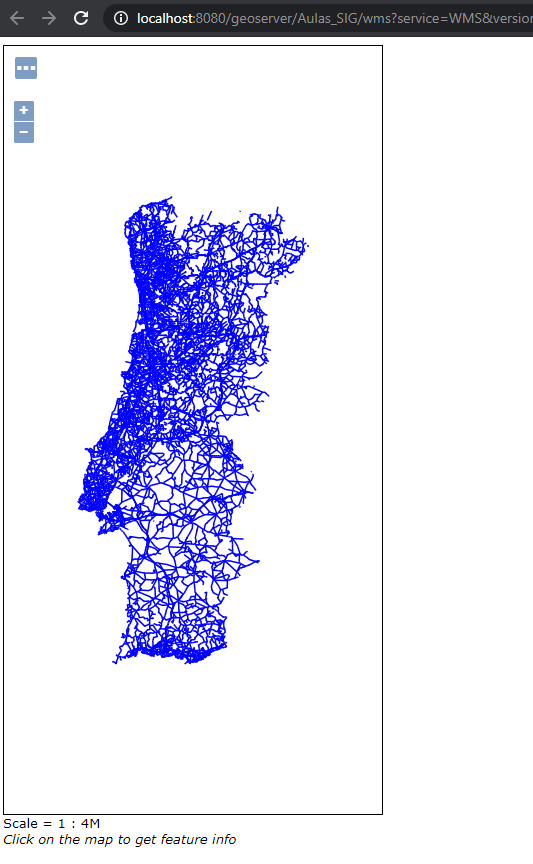 localhost:8080/geoserver/Aulas_SIG/wms?service=WMS&version
+
−
Scale = 1 : 4M
Click on the map to get feature info